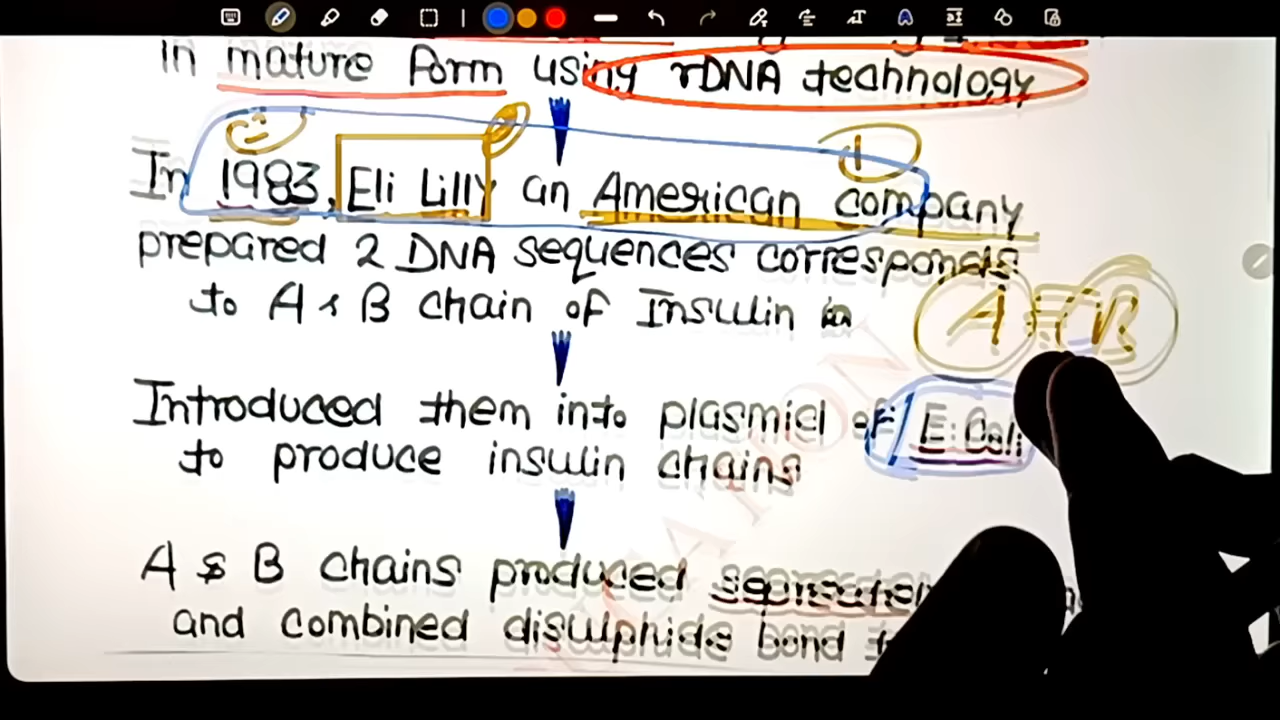 in mature Form using rDNA technology
In 1983, Eli Lilly an American company
prepared 2 DNA sequences corresponds
to A & B chain of Insulin in
A B
Introduced them into plasmid of E. Coli
to produce insulin chains
A & B chains produced
and combined disulphide bond